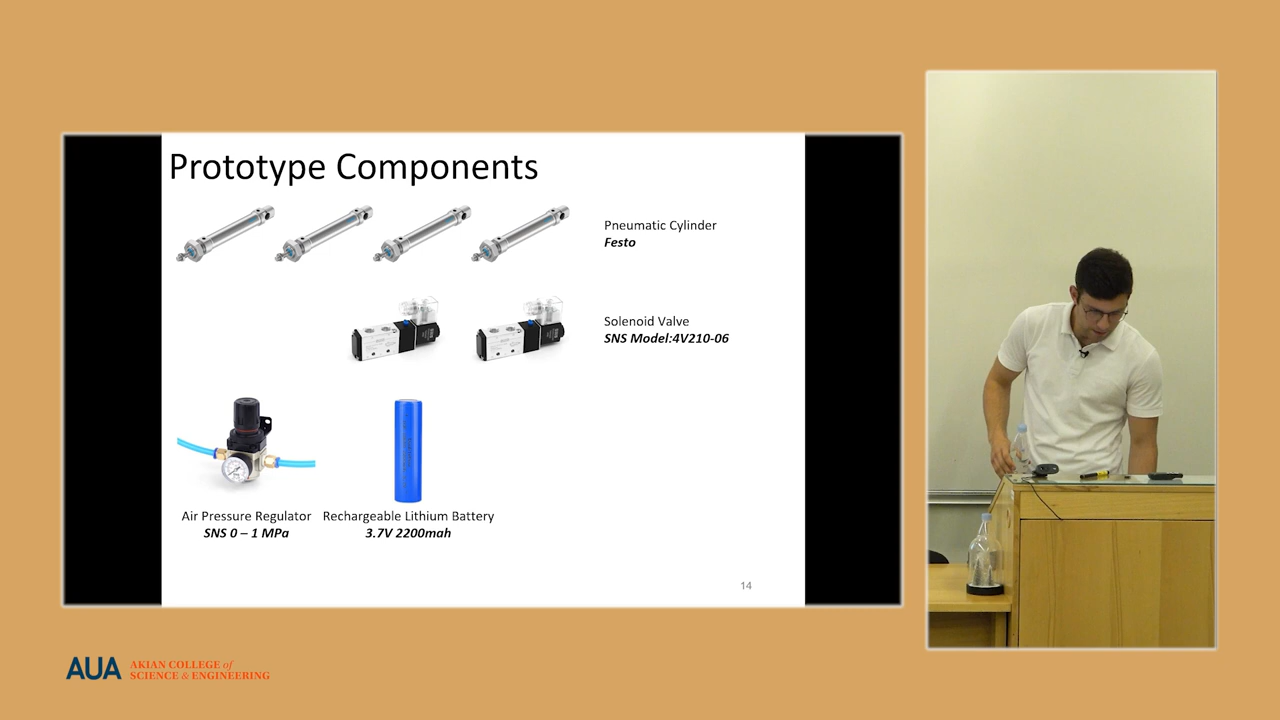 Prototype Components
Pneumatic Cylinder
Festo
Solenoid Valve
SNS Model:4V210-06
Air Pressure Regulator
SNS 0 – 1 MPa
Rechargeable Lithium Battery
3.7V 2200mah
14
AUA
AKIAN COLLEGE of
SCIENCE & ENGINEERING